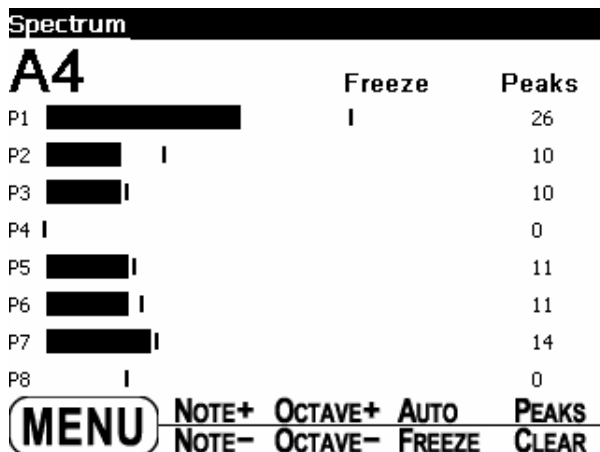 Spectrum
A4 Freeze Peaks
P1 26
P2 10
P3 10
P4 0
P5 11
P6 11
P7 14
P8 0
MENU NOTE+ OCTAVE+ AUTO PEAKS
NOTE− OCTAVE− FREEZE CLEAR